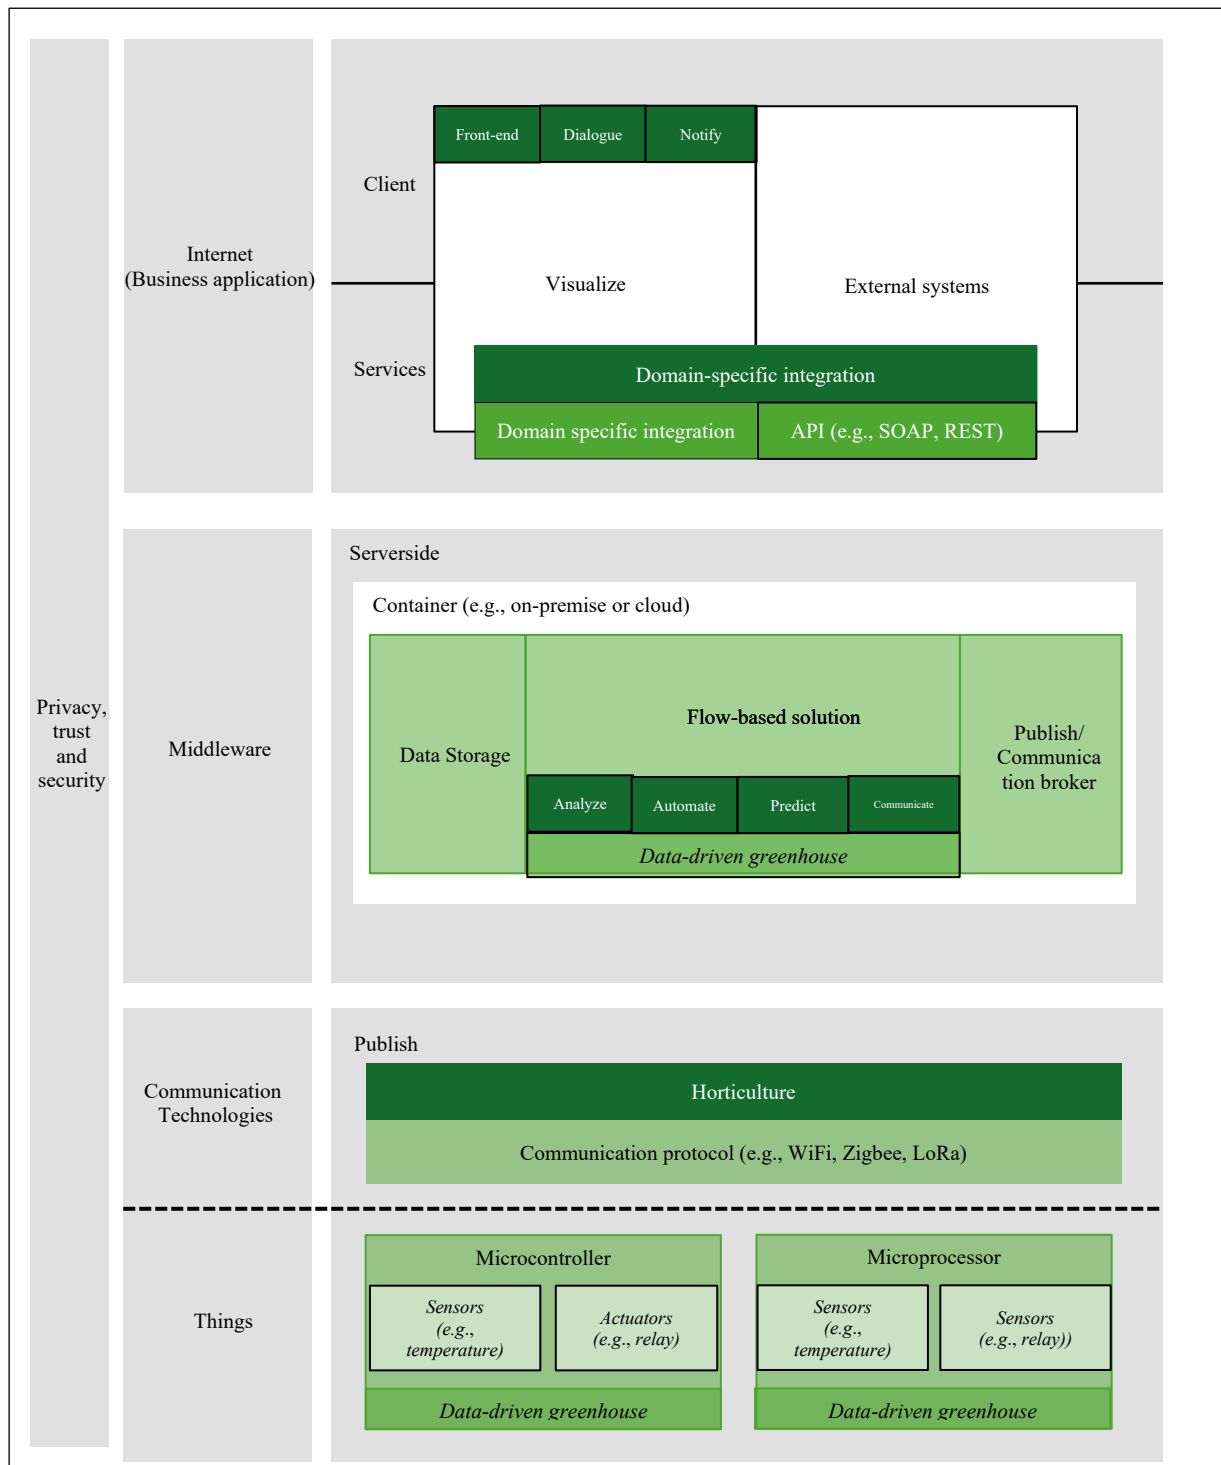 Privacy,
trust
and
security
Internet
(Business application)
Client
Services
Front-end
Dialogue
Notify
Visualize
External systems
Domain-specific integration
Domain specific integration
API (e.g., SOAP, REST)
Middleware
Serverside
Container (e.g., on-premise or cloud)
Data Storage
Flow-based solution
Analyze
Automate
Predict
Communicate
Data-driven greenhouse
Publish/
Communica
tion broker
Communication
Technologies
Publish
Horticulture
Communication protocol (e.g., WiFi, Zigbee, LoRa)
Things
Microcontroller
Sensors
(e.g.,
temperature)
Actuators
(e.g., relay)
Data-driven greenhouse
Microprocessor
Sensors
(e.g.,
temperature)
Sensors
(e.g., relay))
Data-driven greenhouse